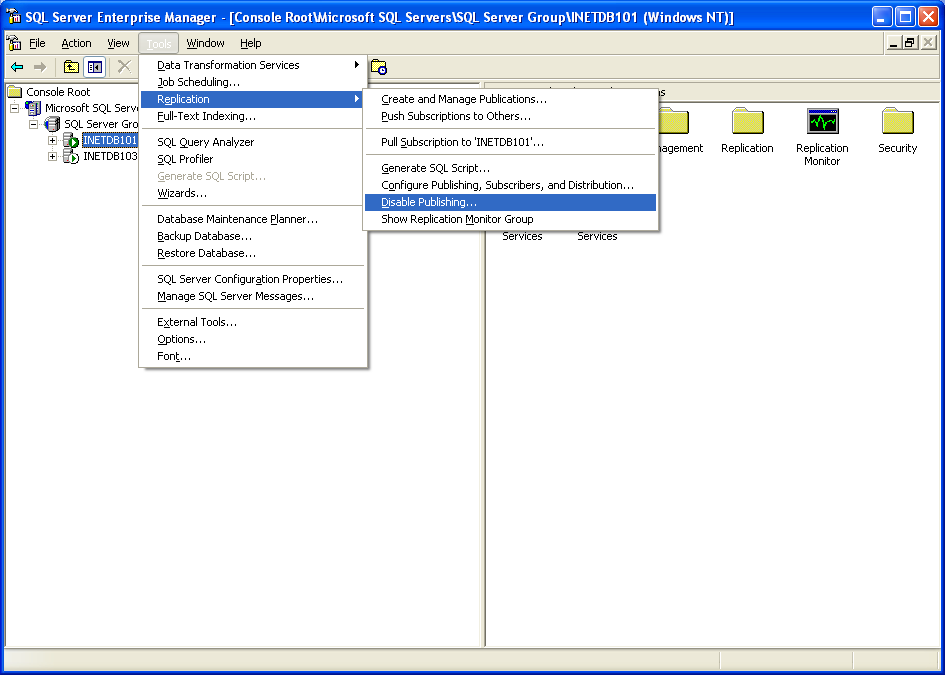 SQL Server Enterprise Manager - [Console Root\Microsoft SQL Servers\SQL Server Group\INETDB101 (Windows NT)]
File Action View Tools Window Help
Console Root
Microsoft SQL Serve
SQL Server Gro
INETDB101
INETDB103
Data Transformation Services
Job Scheduling...
Replication
Full-Text Indexing...
SQL Query Analyzer
SQL Profiler
Generate SQL Script...
Wizards...
Database Maintenance Planner...
Backup Database...
Restore Database...
SQL Server Configuration Properties...
Manage SQL Server Messages...
External Tools...
Options...
Font...
Create and Manage Publications...
Push Subscriptions to Others...
Pull Subscription to 'INETDB101'...
Generate SQL Script...
Configure Publishing, Subscribers, and Distribution...
Disable Publishing...
Show Replication Monitor Group
Replication
Replication Monitor
Security
Services
Services